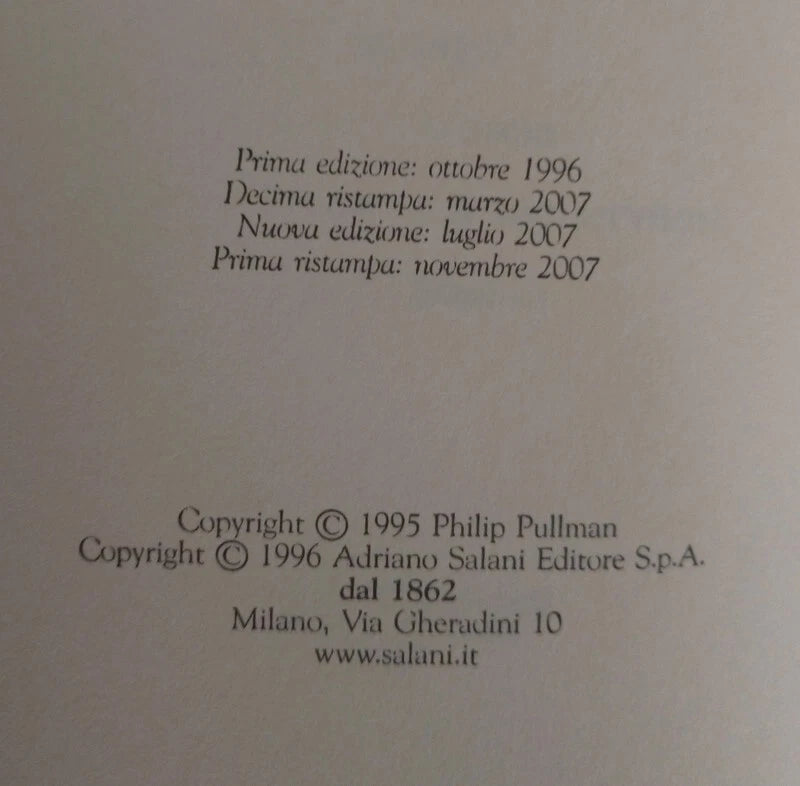 Prima edizione: ottobre 1996
Decima ristampa: marzo 2007
Nuova edizione: luglio 2007
Prima ristampa: novembre 2007
Copyright © 1995 Philip Pullman
Copyright © 1996 Adriano Salani Editore S.p.A.
dal 1862
Milano, Via Gheradini 10
www.salani.it